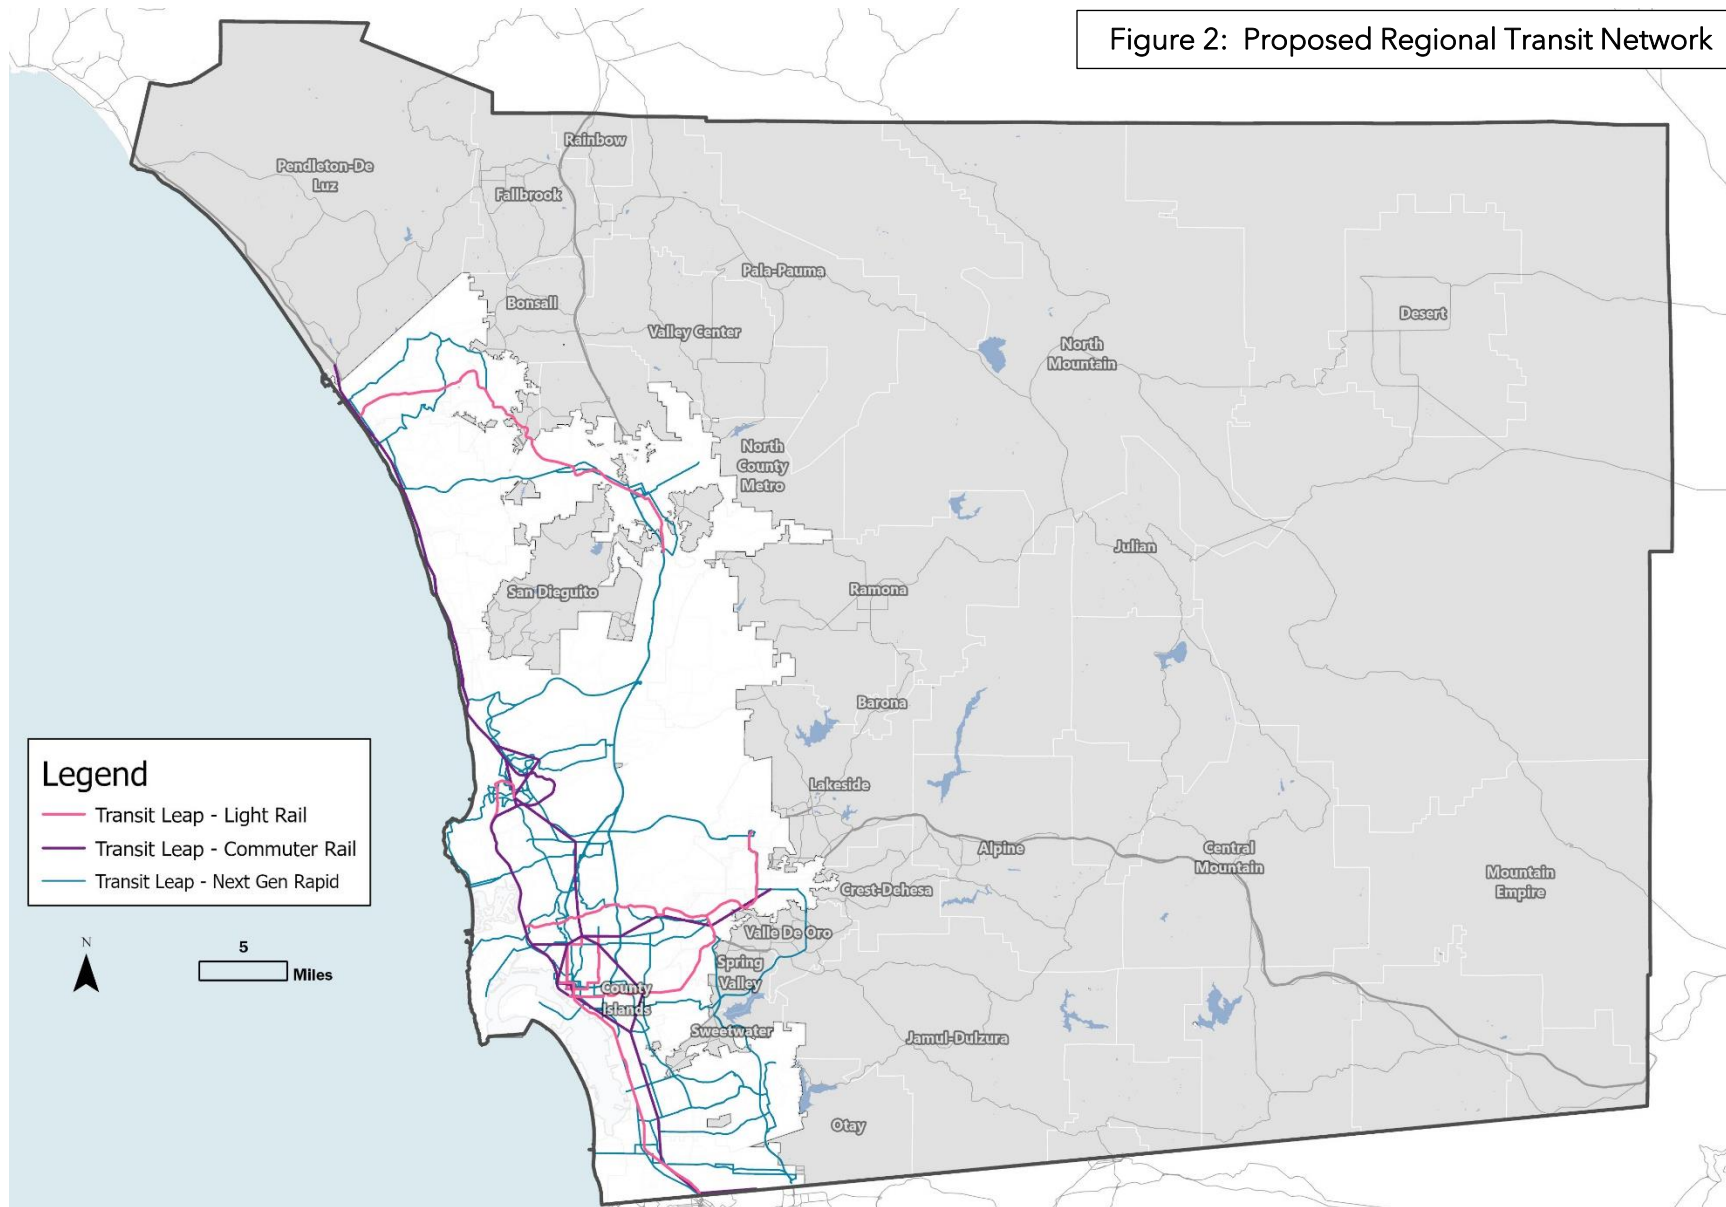 Figure 2: Proposed Regional Transit Network
Rainbow
Pendleton-De
Luz
Fallbrook
Pala-Pauma
Bonsall
Valley Center
Desert
North
Mountain
North
County
Metro
Julian
San Dieguito
Ramona
Barona
Lakeside
Alpine
Central
Mountain
Crest-Dehesa
Mountain
Empire
Valle De Oro
Spring
Valley
County
Islands
Sweetwater
Jamul-Dulzura
Otay
Legend
Transit Leap - Light Rail
Transit Leap - Commuter Rail
Transit Leap - Next Gen Rapid
N
5
Miles